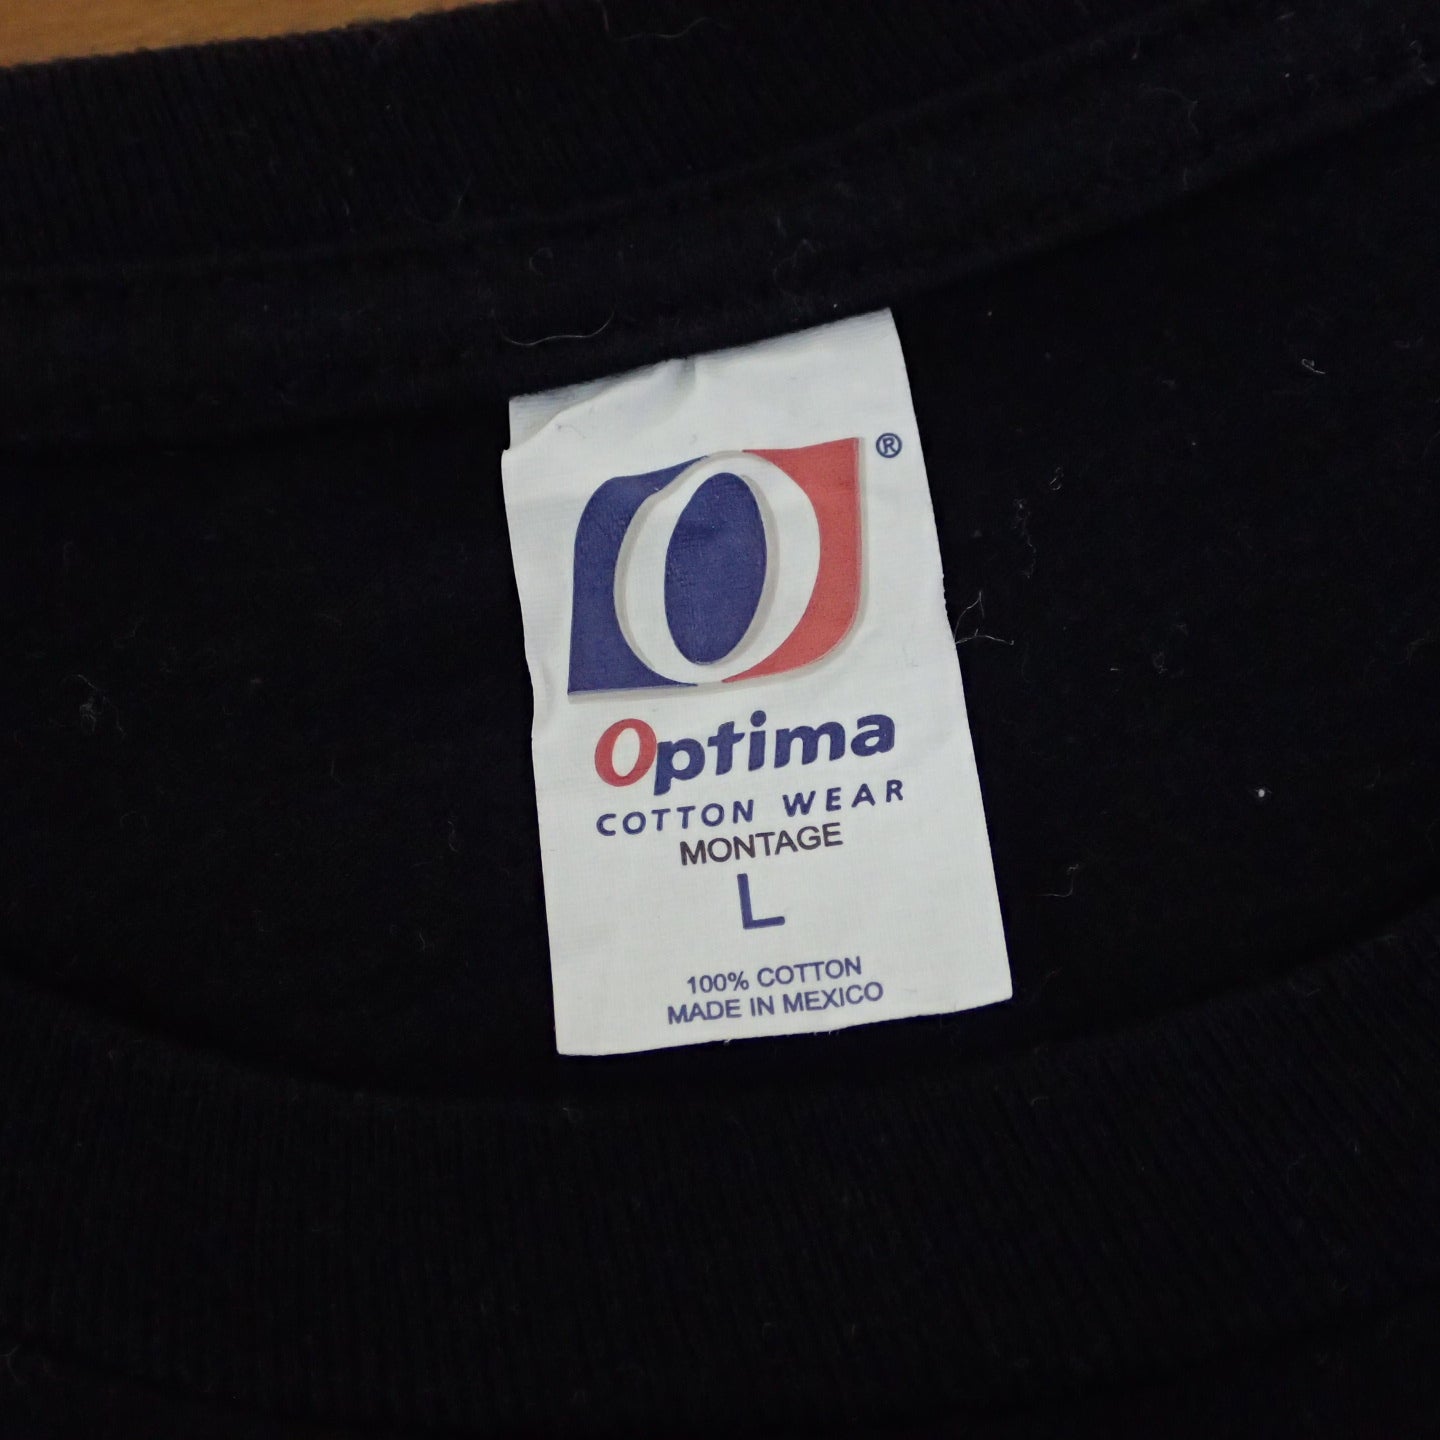 ®
Optima
COTTON WEAR
MONTAGE
L
100% COTTON
MADE IN MEXICO